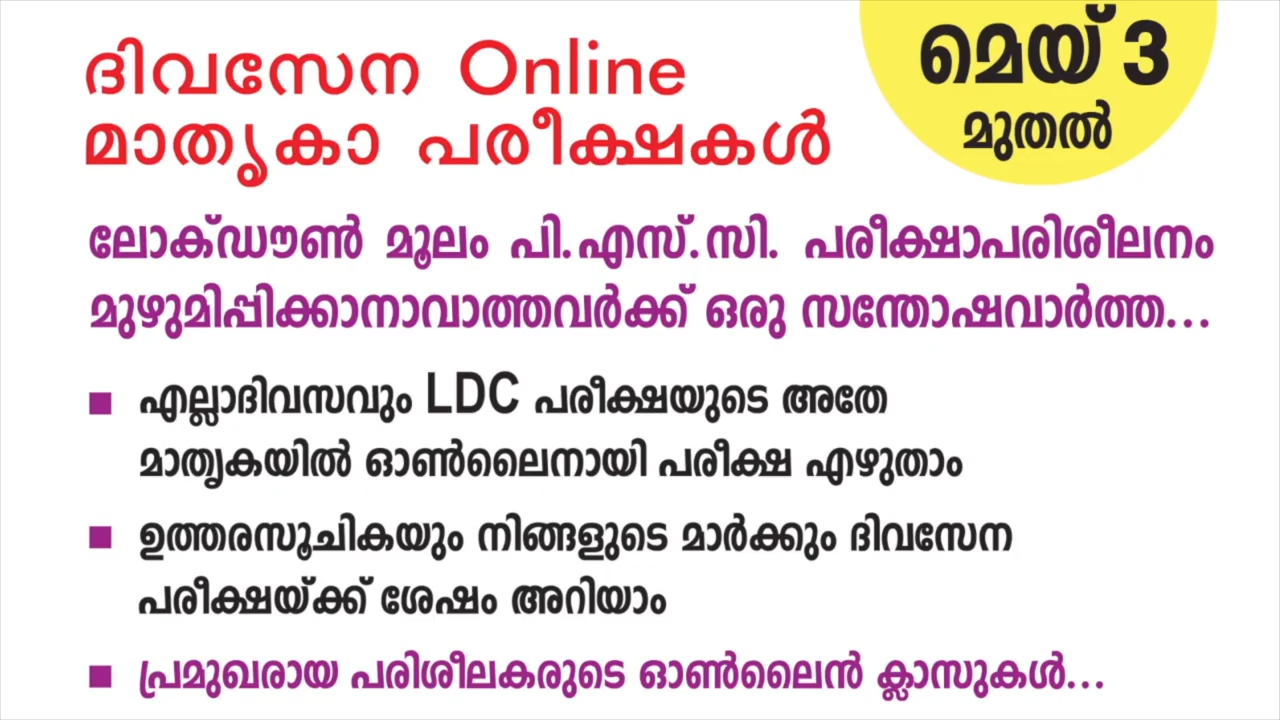 ദിവസേന Online
മാതൃകാ പരീക്ഷകൾ
മെയ് 3
മുതൽ
ലോക്ഡൗൺ മൂലം പി.എസ്.സി. പരീക്ഷാപരിശീലനം
മുഴുമിപ്പിക്കാനാവാത്തവർക്ക് ഒരു സന്തോഷവാർത്ത...
■ എല്ലാദിവസവും LDC പരീക്ഷയുടെ അതേ
മാതൃകയിൽ ഓൺലൈനായി പരീക്ഷ എഴുതാം
■ ഉത്തരസൂചികയും നിങ്ങളുടെ മാർക്കും ദിവസേന
പരീക്ഷയ്ക്ക് ശേഷം അറിയാം
■ പ്രമുഖരായ പരിശീലകരുടെ ഓൺലൈൻ ക്ലാസുകൾ...